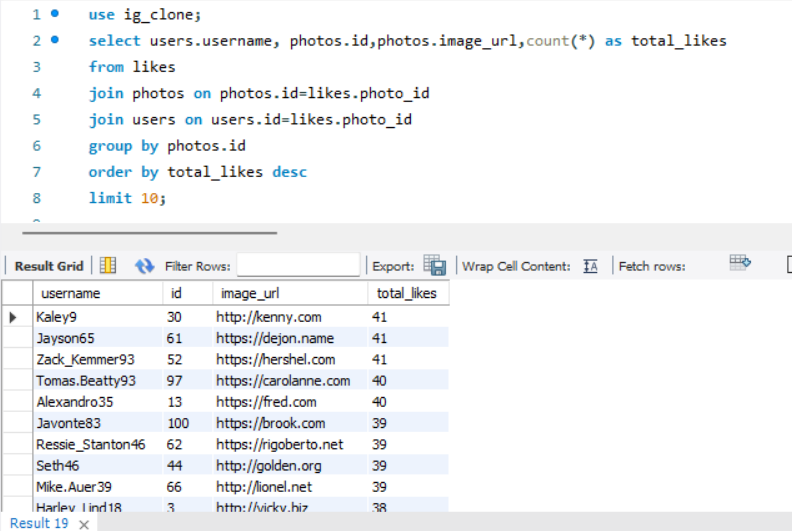 1 use ig_clone;
2 select users.username, photos.id,photos.image_url,count(*) as total_likes
3 from likes
4 join photos on photos.id=likes.photo_id
5 join users on users.id=likes.photo_id
6 group by photos.id
7 order by total_likes desc
8 limit 10;
Result Grid Filter Rows: Export: Wrap Cell Content: Fetch rows:
username id image_url total_likes
Kaley9 30 http://kenny.com 41
Jayson65 61 https://dejon.name 41
Zack_Kemmer93 52 https://hershel.com 41
Tomas.Beatty93 97 https://carolanne.com 40
Alexandro35 13 https://fred.com 40
Javonte83 100 https://brook.com 39
Ressie_Stanton46 62 https://rigoberto.net 39
Seth46 44 http://golden.org 39
Mike.Auer39 66 http://lionel.net 39
Harley_Lind18 3 http://vicky.biz 38
Result 19